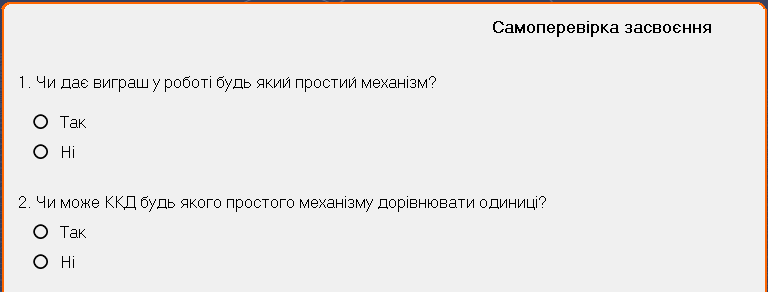 Самоперевірка засвоєння
1. Чи дає виграш у роботі будь який простий механізм?
Так
Ні
2. Чи може ККД будь якого простого механізму дорівнювати одиниці?
Так
Ні